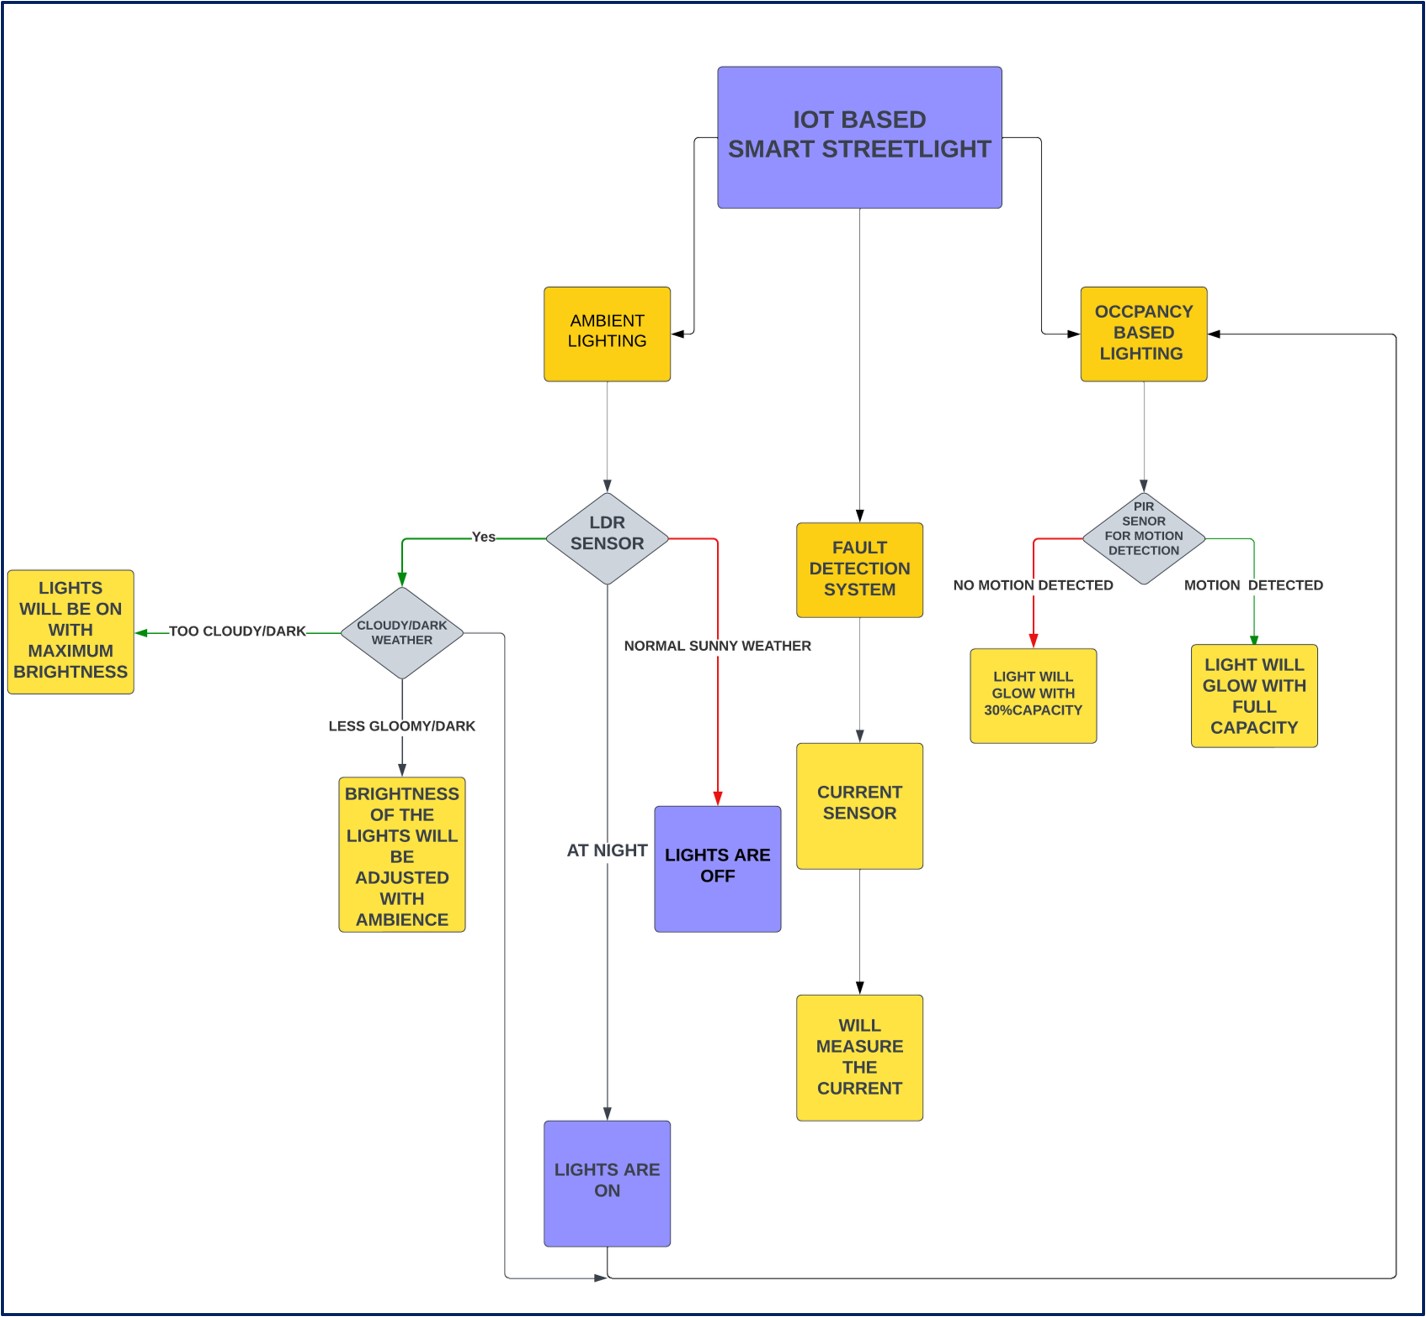 IOT BASED
SMART STREETLIGHT
AMBIENT
LIGHTING
OCCPANCY
BASED
LIGHTING
LDR
SENSOR
PIR
SENOR
FOR MOTION
DETECTION
Yes
FAULT
DETECTION
SYSTEM
NO MOTION DETECTED
MOTION  DETECTED
LIGHTS
WILL BE ON
WITH
MAXIMUM
BRIGHTNESS
TOO CLOUDY/DARK
CLOUDY/DARK
WEATHER
NORMAL SUNNY WEATHER
LIGHT WILL
GLOW WITH
30%CAPACITY
LIGHT WILL
GLOW WITH
FULL
CAPACITY
LESS GLOOMY/DARK
BRIGHTNESS
OF THE
LIGHTS WILL
BE
ADJUSTED
WITH
AMBIENCE
AT NIGHT
LIGHTS ARE
OFF
CURRENT
SENSOR
WILL
MEASURE
THE
CURRENT
LIGHTS ARE
ON